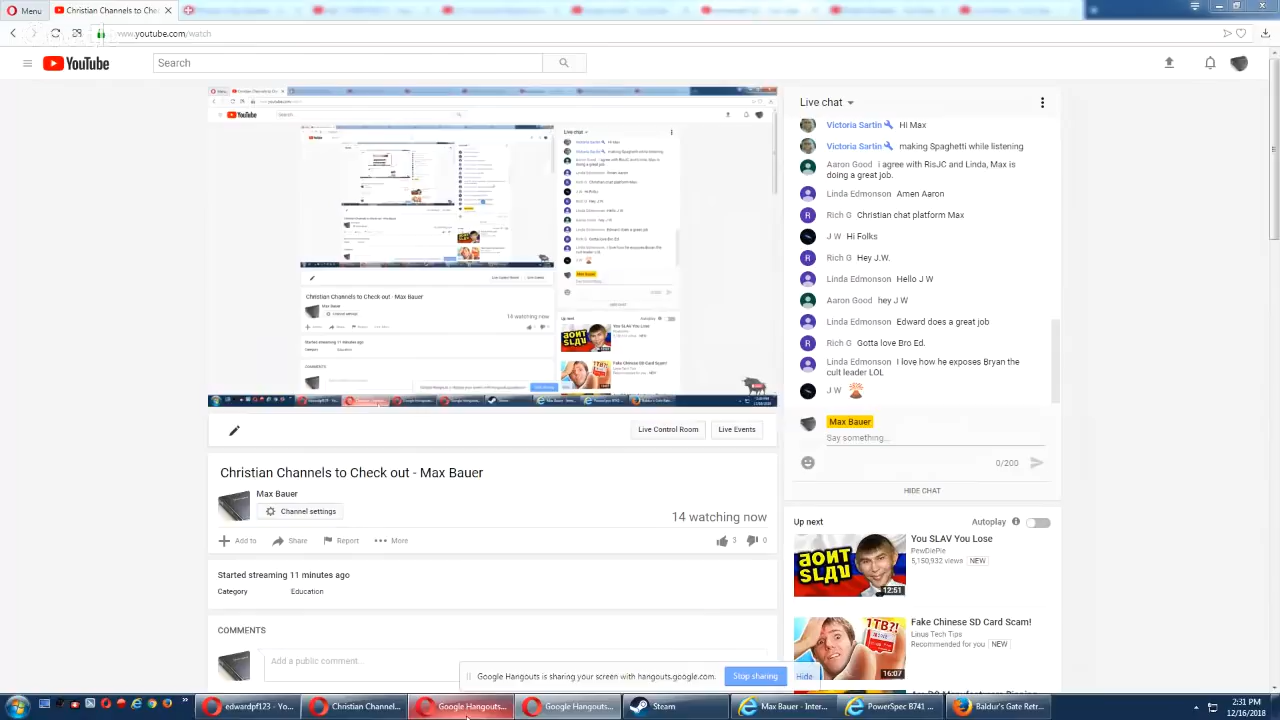 Menu
Christian Channels to Check out -
www.youtube.com/watch
YouTube
Search
Live chat
Victoria Sartin Hi Max
Victoria Sartin making Spaghetti while listening
Aaron Good i agree with RisJC and Linda, Max is
doing a great job.
Linda Edmonson Amen Aaron
Rich G Christian chat platform Max
J W Hi Folks
Rich G Hey J.W.
Linda Edmonson Hello J W
Aaron Good hey J W
Linda Edmonson Edward does a great job
Rich G Gotta love Bro Ed.
Linda Edmonson I love how he exposes Bryan the
cult leader LOL
J W
Max Bauer
Say something...
0/200
HIDE CHAT
Live Control Room
Live Events
Christian Channels to Check out - Max Bauer
Max Bauer
Channel settings
14 watching now
Add to
Share
Report
More
3
0
Started streaming 11 minutes ago
Category Education
COMMENTS
Add a public comment...
Up next
Autoplay
You SLAV You Lose
PewDiePie
5,150,932 views NEW
12:51
Fake Chinese SD Card Scam!
Linus Tech Tips
Recommended for you NEW
1TB?!
16:07
Google Hangouts is sharing your screen with hangouts.google.com.
Stop sharing
Hide
edwardpf123 - You...
Christian Channel...
Google Hangouts...
Google Hangouts...
Steam
Max Bauer - Inter...
PowerSpec B741 ...
Baldur's Gate Retr...
2:31 PM
12/16/2018